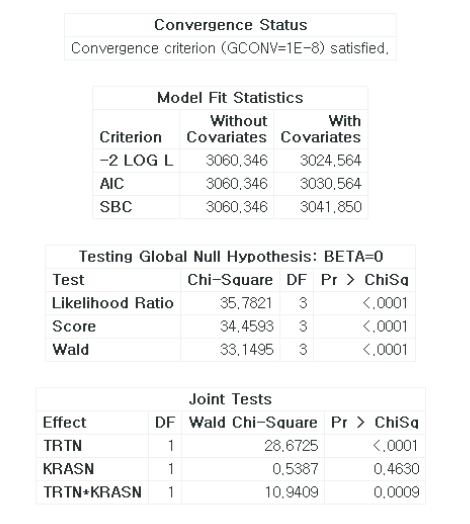 Convergence Status
Convergence criterion (GCONV=1E-8) satisfied.
Model Fit Statistics
Criterion Without Covariates With Covariates
-2 LOG L 3060.346 3024.564
AIC 3060.346 3030.564
SBC 3060.346 3041.850
Testing Global Null Hypothesis: BETA=0
Test Chi-Square DF Pr > ChiSq
Likelihood Ratio 35.7821 3 <.0001
Score 34.4593 3 <.0001
Wald 33.1495 3 <.0001
Joint Tests
Effect DF Wald Chi-Square Pr > ChiSq
TRTN 1 28.6725 <.0001
KRASN 1 0.5387 0.4630
TRTN*KRASN 1 10.9409 0.0009